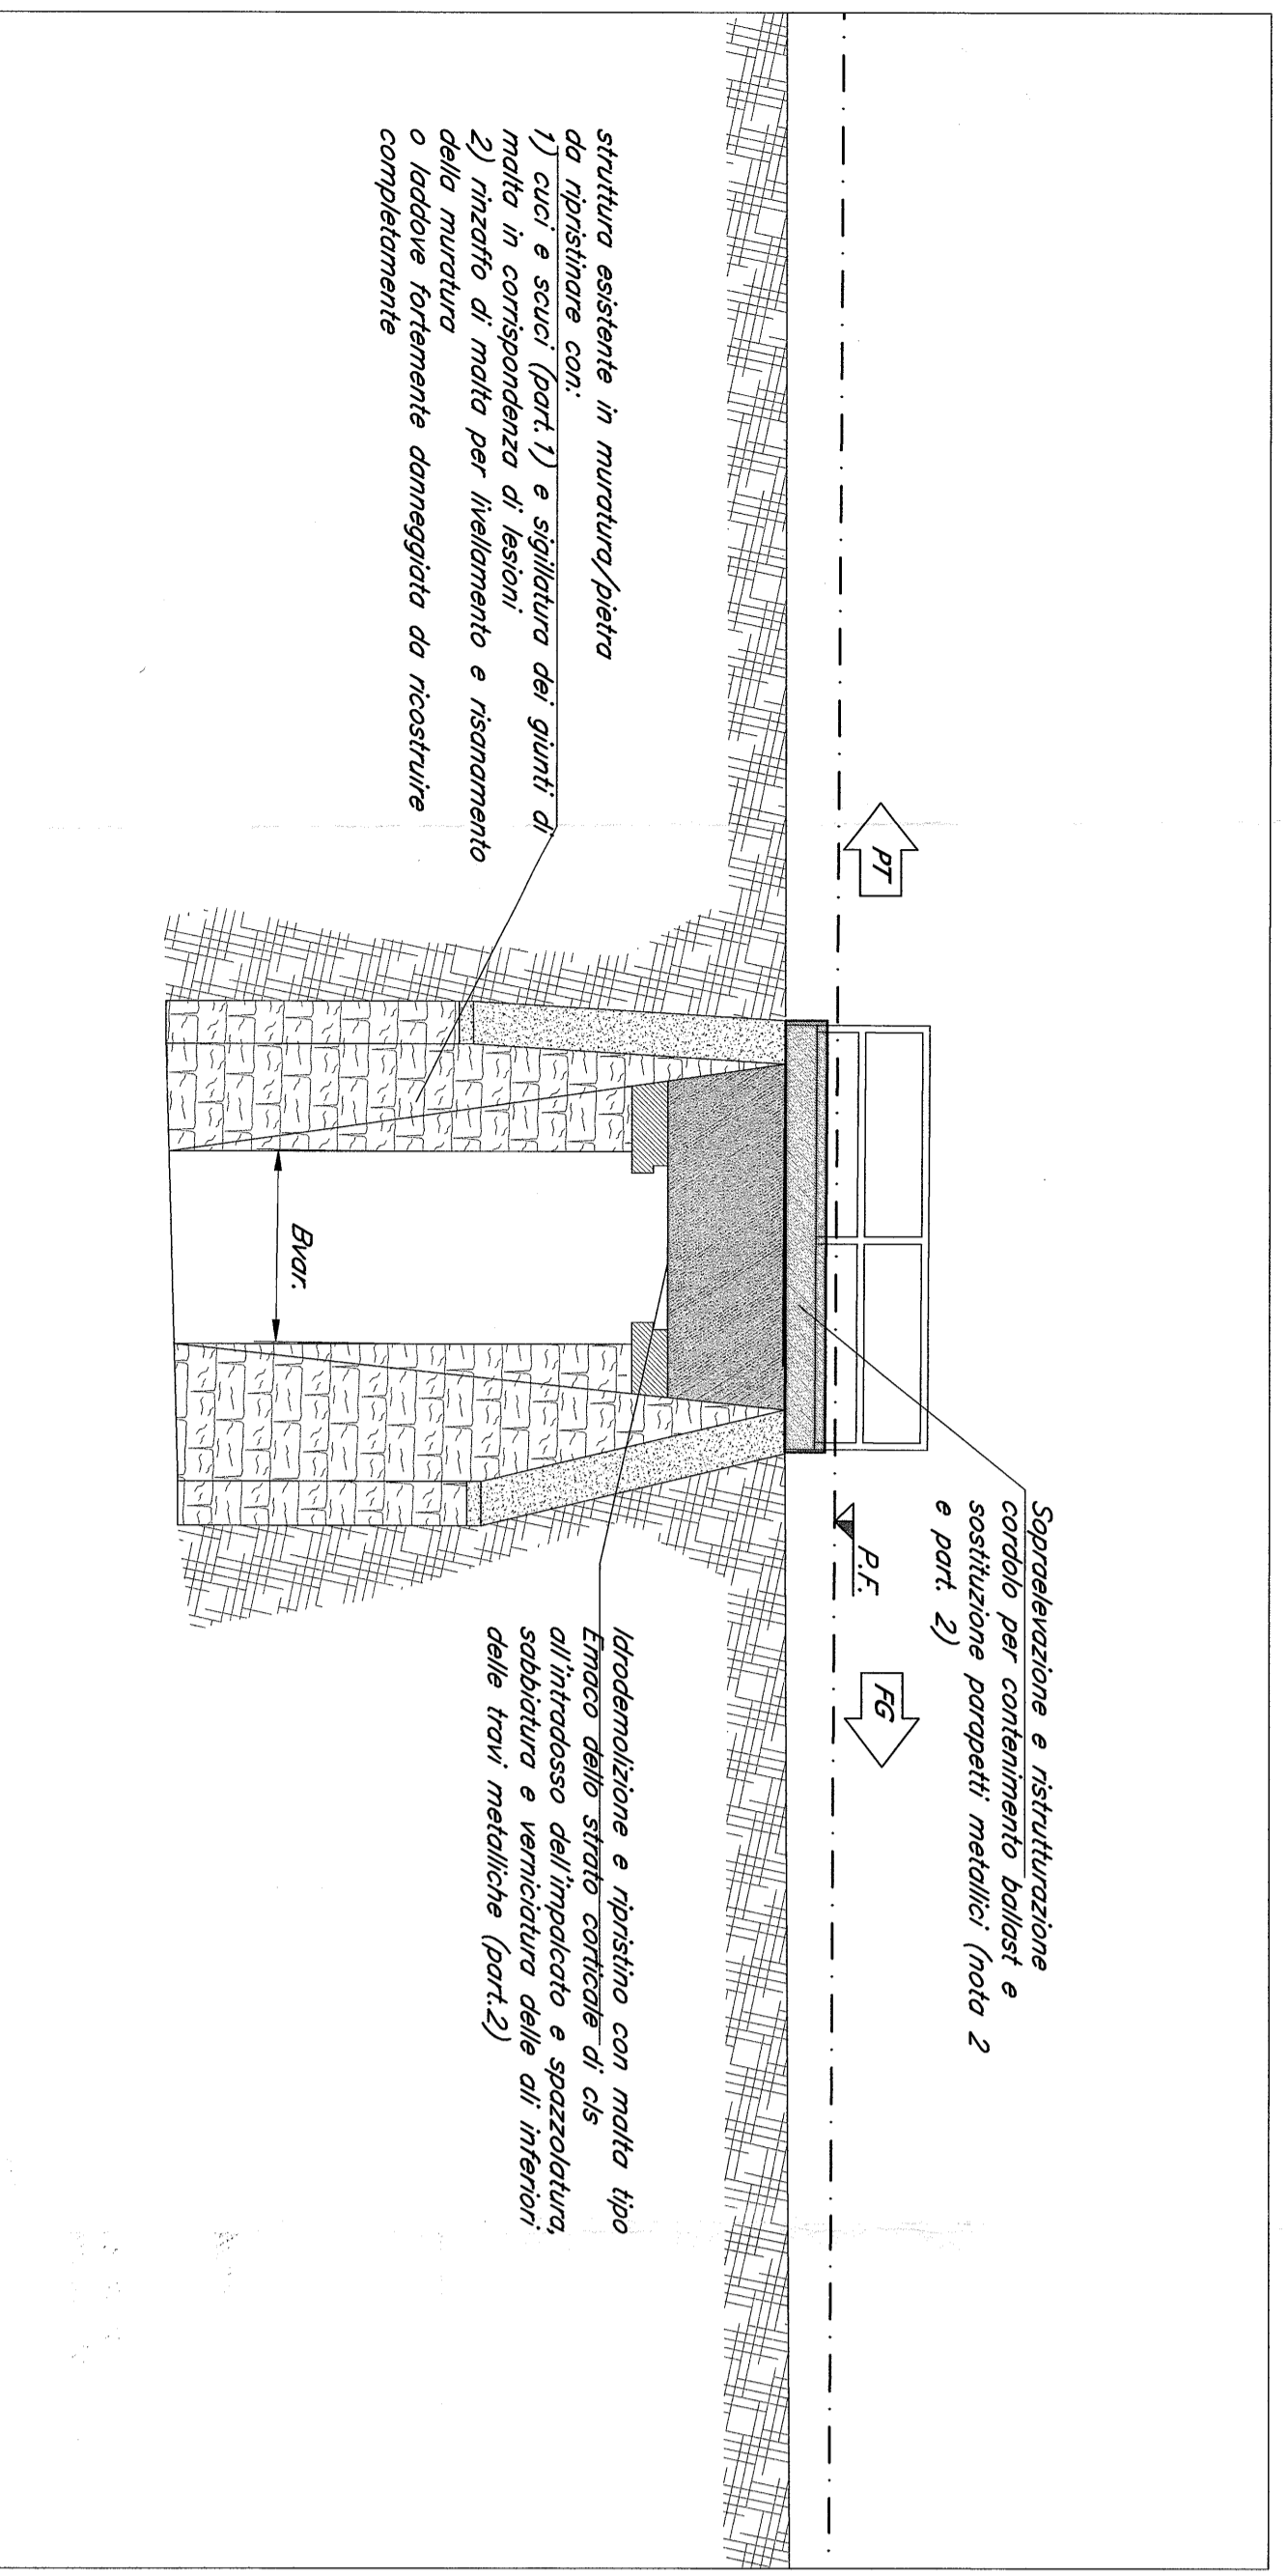 Sopraelevazione e ristrutturazione
cordolo per contenimento ballast e
sostituzione parapetti metallici (nota 2
e part. 2)
PT
P.F.
FG
struttura esistente in muratura/pietra
da ripristinare con:
1) cuci e scuci (part.1) e sigillatura dei giunti di
malta in corrispondenza di lesioni
2) rinzaffo di malta per livellamento e risanamento
della muratura
o laddove fortemente danneggiata da ricostruire
completamente
Bvar.
Idrodemolizione e ripristino con malta tipo
Emaco dello strato corticale di cls
all'intradosso dell'impalcato e spazzolatura,
sabbiatura e verniciatura delle ali inferiori
delle travi metalliche (part.2)